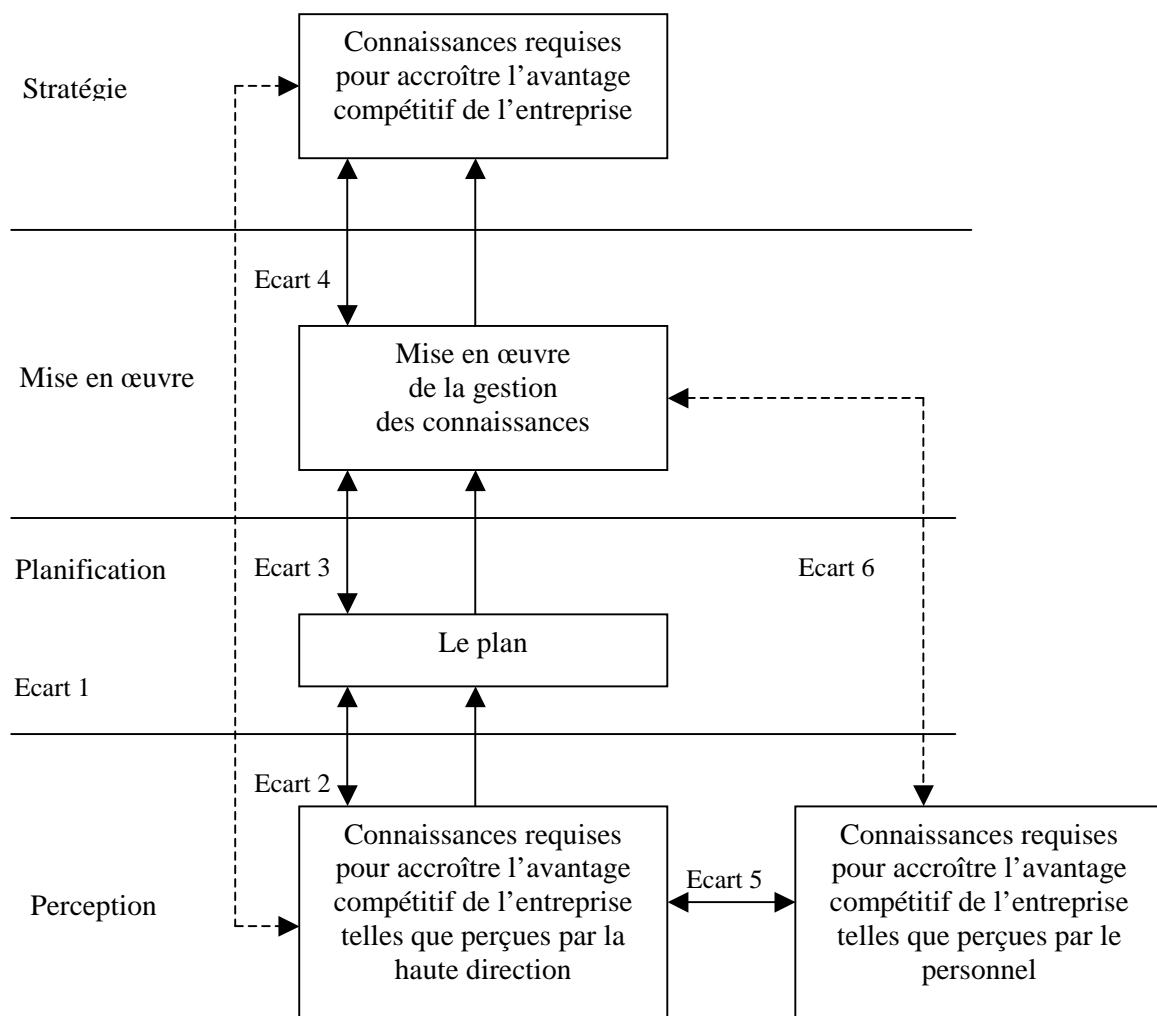 Connaissances requises
pour accroître l’avantage
compétitif de l’entreprise
Stratégie
Ecart 4
Mise en œuvre
Mise en œuvre
de la gestion
des connaissances
Planification
Ecart 3
Ecart 6
Le plan
Ecart 1
Ecart 2
Perception
Connaissances requises
pour accroître l’avantage
compétitif de l’entreprise
telles que perçues par la
haute direction
Ecart 5
Connaissances requises
pour accroître l’avantage
compétitif de l’entreprise
telles que perçues par le
personnel